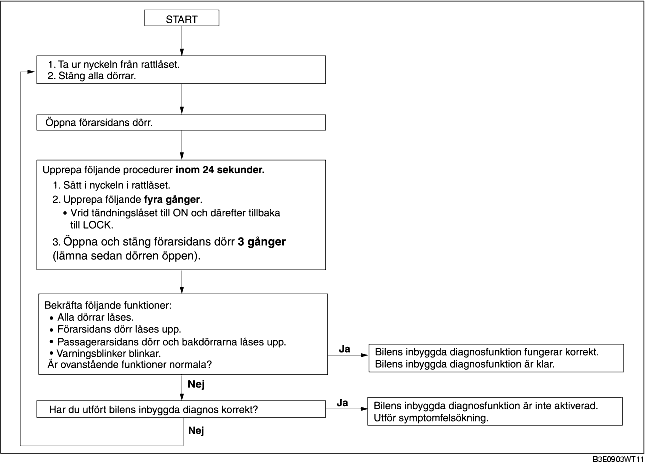 START
1. Ta ur nyckeln från rattlåset.
2. Stäng alla dörrar.
Öppna förarsidans dörr.
Upprepa följande procedurer inom 24 sekunder.
1. Sätt i nyckeln i rattlåset.
2. Upprepa följande fyra gånger.
• Vrid tändningslåset till ON och därefter tillbaka
till LOCK.
3. Öppna och stäng förarsidans dörr 3 gånger
(lämna sedan dörren öppen).
Bekräfta följande funktioner:
• Alla dörrar låses.
• Förarsidans dörr låses upp.
• Passagerarsidans dörr och bakdörrarna låses upp.
• Varningsblinker blinkar.
Är ovanstående funktioner normala?
Ja
Bilens inbyggda diagnosfunktion fungerar korrekt.
Bilens inbyggda diagnosfunktion är klar.
Nej
Har du utfört bilens inbyggda diagnos korrekt?
Ja
Bilens inbyggda diagnosfunktion är inte aktiverad.
Utför symptomfelsökning.
Nej
B3E0903WT11